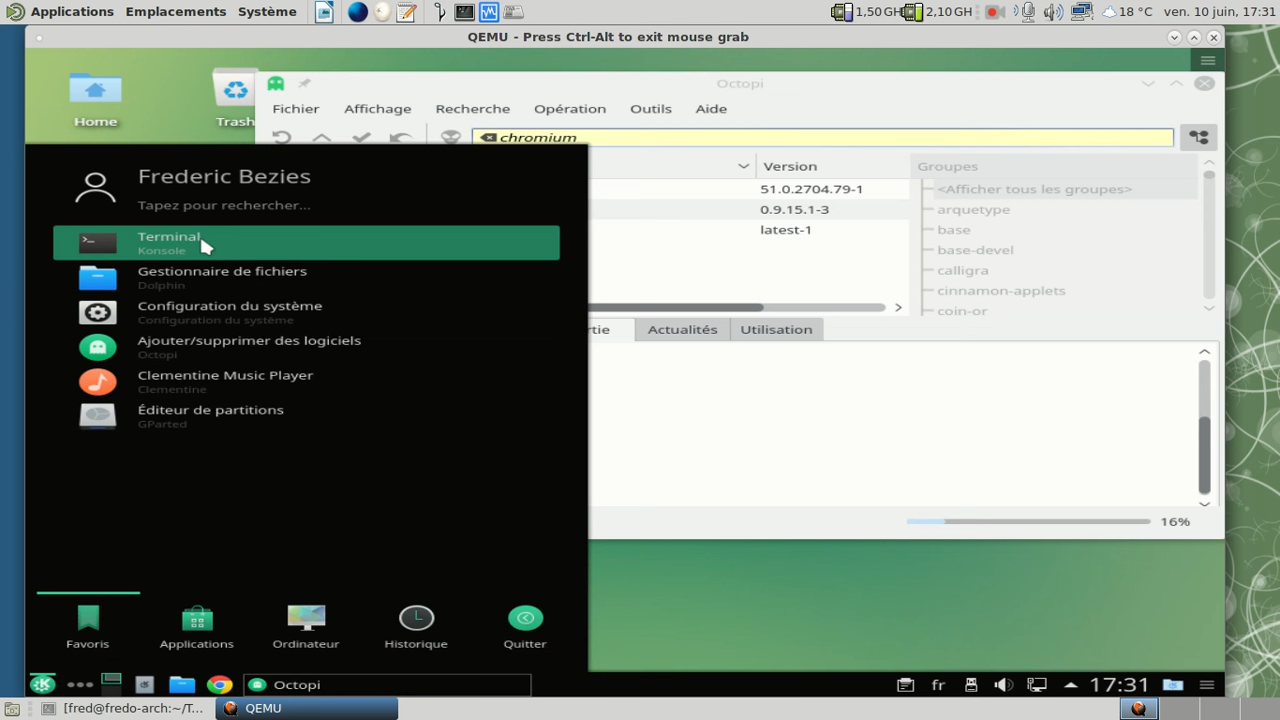 Applications Emplacements Système 1,50 GH 2,10 GH 18 °C ven. 10 juin, 17:31
QEMU - Press Ctrl-Alt to exit mouse grab
Home
Trash
Octopi
Fichier Affichage Recherche Opération Outils Aide
chromium
Version
51.0.2704.79-1
0.9.15.1-3
latest-1
Groupes
<Afficher tous les groupes>
arquetype
base
base-devel
calligra
cinnamon-applets
coin-or
rtie Actualités Utilisation
16%
Frederic Bezies
Tapez pour rechercher...
Terminal
Konsole
Gestionnaire de fichiers
Dolphin
Configuration du système
Configuration du système
Ajouter/supprimer des logiciels
Octopi
Clementine Music Player
Clementine
Éditeur de partitions
GParted
Favoris Applications Ordinateur Historique Quitter
Octopi fr 17:31
[fred@fredo-arch:~/T... QEMU